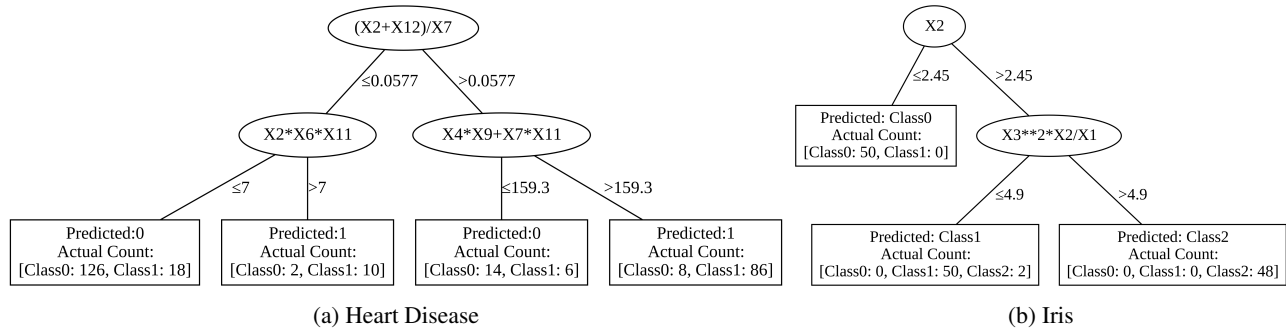 (X2+X12)/X7
≤0.0577
>0.0577
X2*X6*X11
X4*X9+X7*X11
≤7
>7
≤159.3
>159.3
Predicted:0
Actual Count:
[Class0: 126, Class1: 18]
Predicted:1
Actual Count:
[Class0: 2, Class1: 10]
Predicted:0
Actual Count:
[Class0: 14, Class1: 6]
Predicted:1
Actual Count:
[Class0: 8, Class1: 86]
(a) Heart Disease
X2
≤2.45
>2.45
Predicted: Class0
Actual Count:
[Class0: 50, Class1: 0]
X3**2*X2/X1
≤4.9
>4.9
Predicted: Class1
Actual Count:
[Class0: 0, Class1: 50, Class2: 2]
Predicted: Class2
Actual Count:
[Class0: 0, Class1: 0, Class2: 48]
(b) Iris